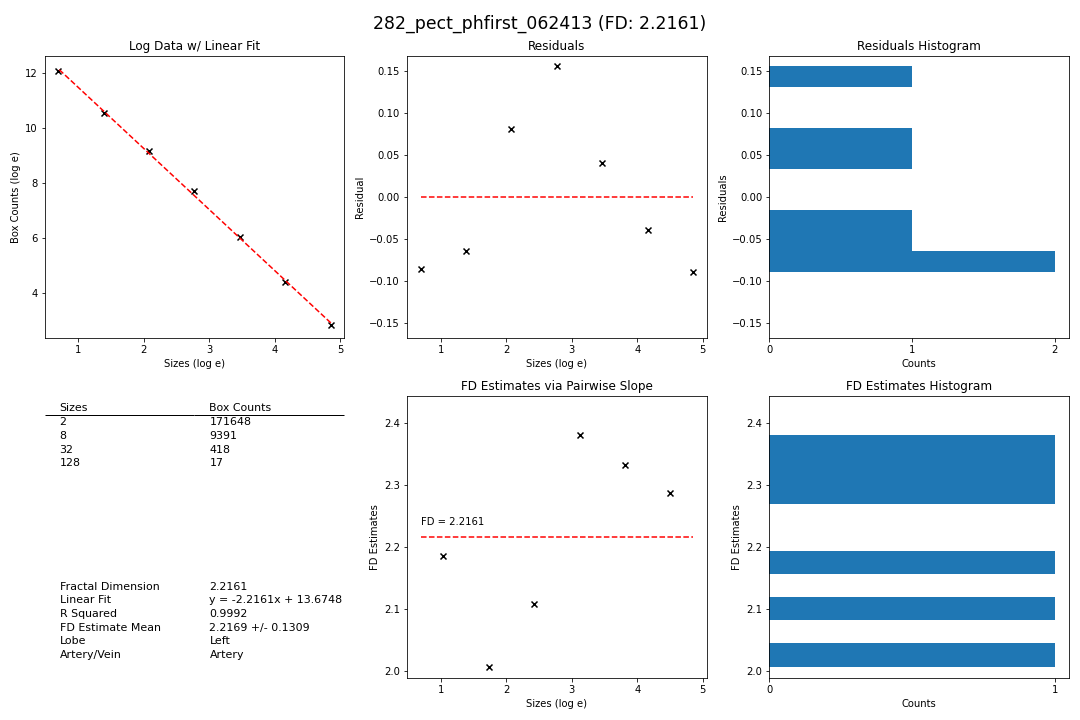 282_pect_phfirst_062413 (FD: 2.2161)
Log Data w/ Linear Fit
Box Counts (log e)
12
10
8
6
4
1 2 3 4 5
Sizes (log e)
Residuals
Residual
0.15
0.10
0.05
0.00
−0.05
−0.10
−0.15
1 2 3 4 5
Sizes (log e)
Residuals Histogram
Residuals
0.15
0.10
0.05
0.00
−0.05
−0.10
−0.15
0 1 2
Counts
Sizes Box Counts
2 171648
8 9391
32 418
128 17
Fractal Dimension 2.2161
Linear Fit y = -2.2161x + 13.6748
R Squared 0.9992
FD Estimate Mean 2.2169 +/- 0.1309
Lobe Left
Artery/Vein Artery
FD Estimates via Pairwise Slope
FD Estimates
2.4
2.3
2.2
2.1
2.0
FD = 2.2161
1 2 3 4 5
Sizes (log e)
FD Estimates Histogram
FD Estimates
2.4
2.3
2.2
2.1
2.0
0 1
Counts